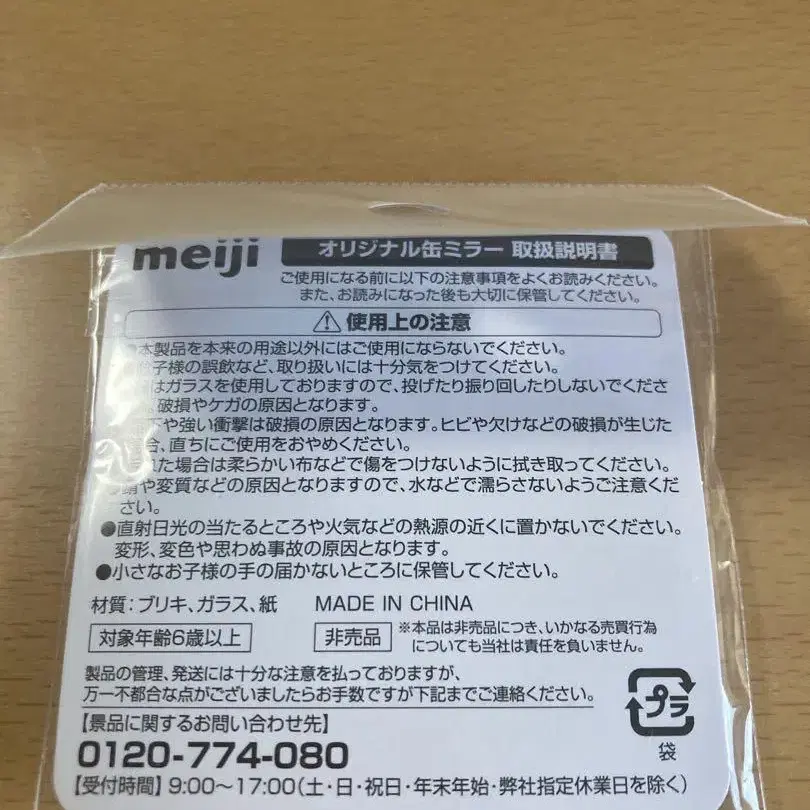 meiji
オリジナル缶ミラー 取扱説明書
ご使用になる前に以下の注意事項をよくお読みください。
また、お読みになった後も大切に保管してください。
⚠使用上の注意
本製品を本来の用途以外にはご使用にならないでください。
子様の誤飲など、取り扱いには十分気をつけてください。
はガラスを使用しておりますので、投げたり振り回したりしないでくださ
破損やケガの原因となります。
や強い衝撃は破損の原因となります。ヒビや欠けなどの破損が生じた
合、直ちにご使用をおやめください。
れた場合は柔らかい布などで傷をつけないように拭き取ってください。
錆や変質などの原因となりますので、水などで濡らさないようご注意くだ
さい。
●直射日光の当たるところや火気などの熱源の近くに置かないでください。
変形、変色や思わぬ事故の原因となります。
●小さなお子様の手の届かないところに保管してください。
材質：ブリキ、ガラス、紙 MADE IN CHINA
対象年齢6歳以上 非売品 ※本品は非売品につき、いかなる売買行為
についても当社は責任を負いません。
製品の管理、発送には十分な注意を払っておりますが、
万一不都合な点がございましたらお手数ですが下記までご連絡ください。
プラ
袋
【景品に関するお問い合わせ先】
0120-774-080
【受付時間】9:00～17:00(土・日・祝日・年末年始・弊社指定休業日を除く)